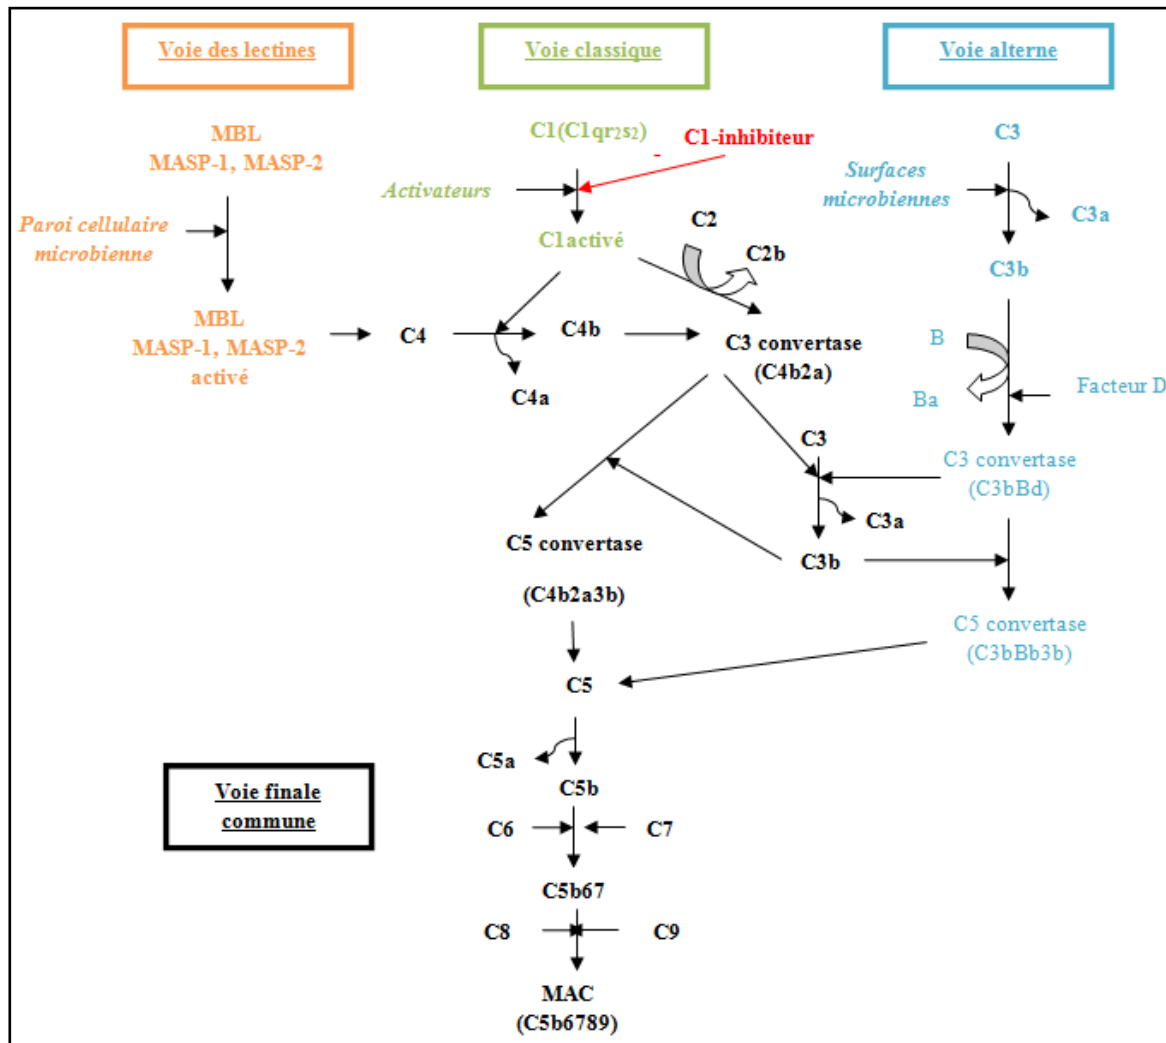 Voie des lectines
Voie classique
Voie alterne
MBL
MASP-1, MASP-2
C1(C1qr2s2)
C1-inhibiteur
C3
Activateurs
Surfaces
microbiennes
C3a
Paroi cellulaire
microbienne
C1activé
C2
C2b
C3b
MBL
MASP-1, MASP-2
activé
C4
C4b
C4a
C3 convertase
(C4b2a)
B
Ba
Facteur D
C3
C3 convertase
(C3bBd)
C3a
C3b
C5 convertase
(C4b2a3b)
C5 convertase
(C3bBb3b)
C5
C5a
C5b
Voie finale
commune
C6
C7
C5b67
C8
C9
MAC
(C5b6789)